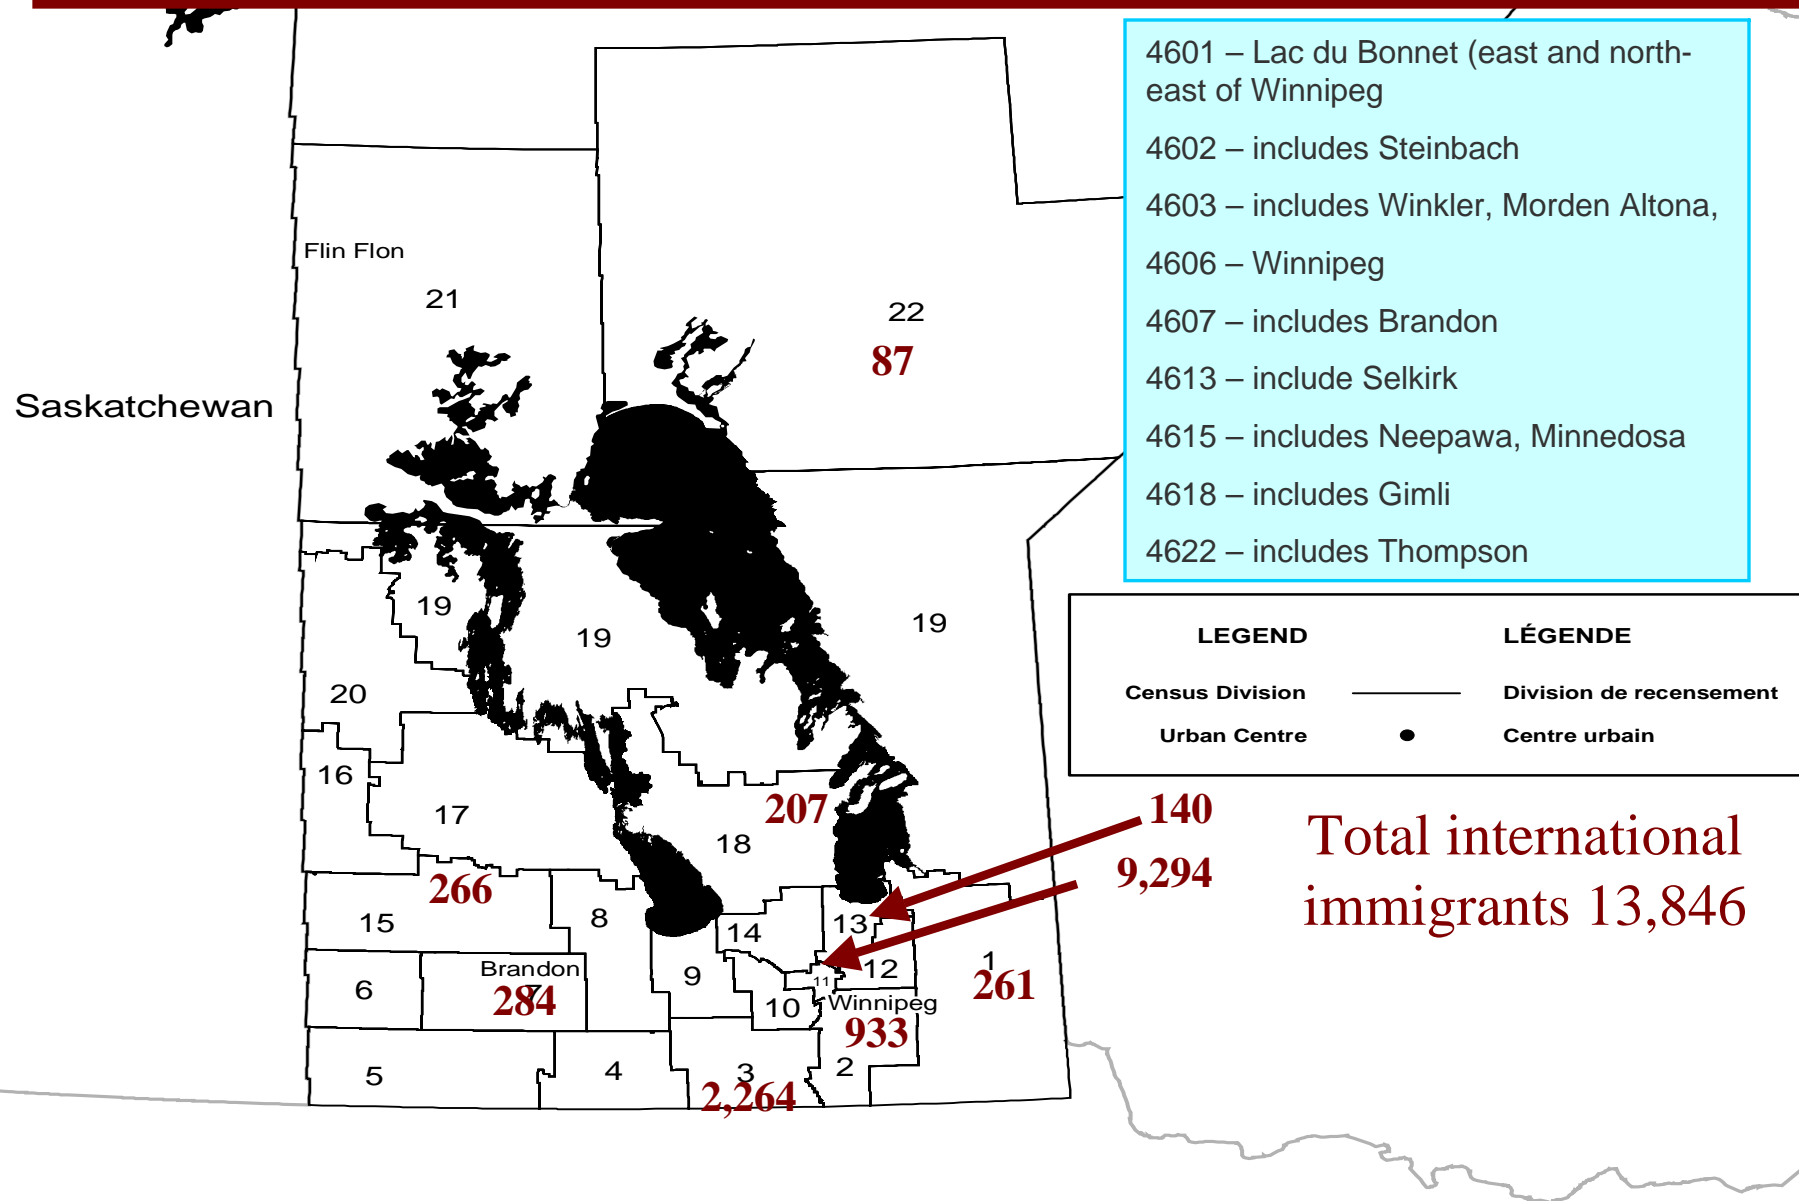 4601 – Lac du Bonnet (east and north-
east of Winnipeg
4602 – includes Steinbach
4603 – includes Winkler, Morden Altona,
4606 – Winnipeg
4607 – includes Brandon
4613 – include Selkirk
4615 – includes Neepawa, Minnedosa
4618 – includes Gimli
4622 – includes Thompson
Flin Flon
21
22
87
Saskatchewan
19
19
19
20
16
17
18
207
LEGEND LÉGENDE
Census Division Division de recensement
Urban Centre Centre urbain
140
9,294
Total international
immigrants 13,846
266
15
8
14
13
12
1
261
6
Brandon
7
284
9
10
11
Winnipeg
933
5
4
3
2,264
2